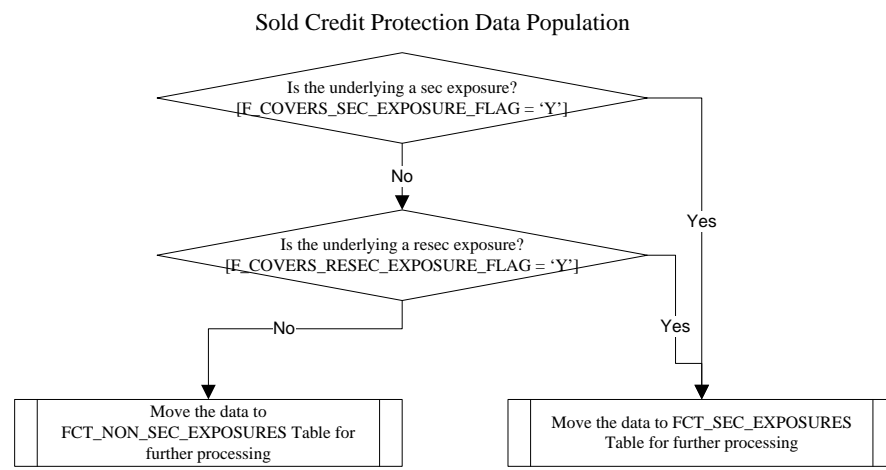 Sold Credit Protection Data Population
Is the underlying a sec exposure?
[F_COVERS_SEC_EXPOSURE_FLAG = ‘Y’]
No
Yes
Is the underlying a resec exposure?
[F_COVERS_RESEC_EXPOSURE_FLAG = ‘Y’]
No
Yes
Move the data to
FCT_NON_SEC_EXPOSURES Table for
further processing
Move the data to FCT_SEC_EXPOSURES
Table for further processing